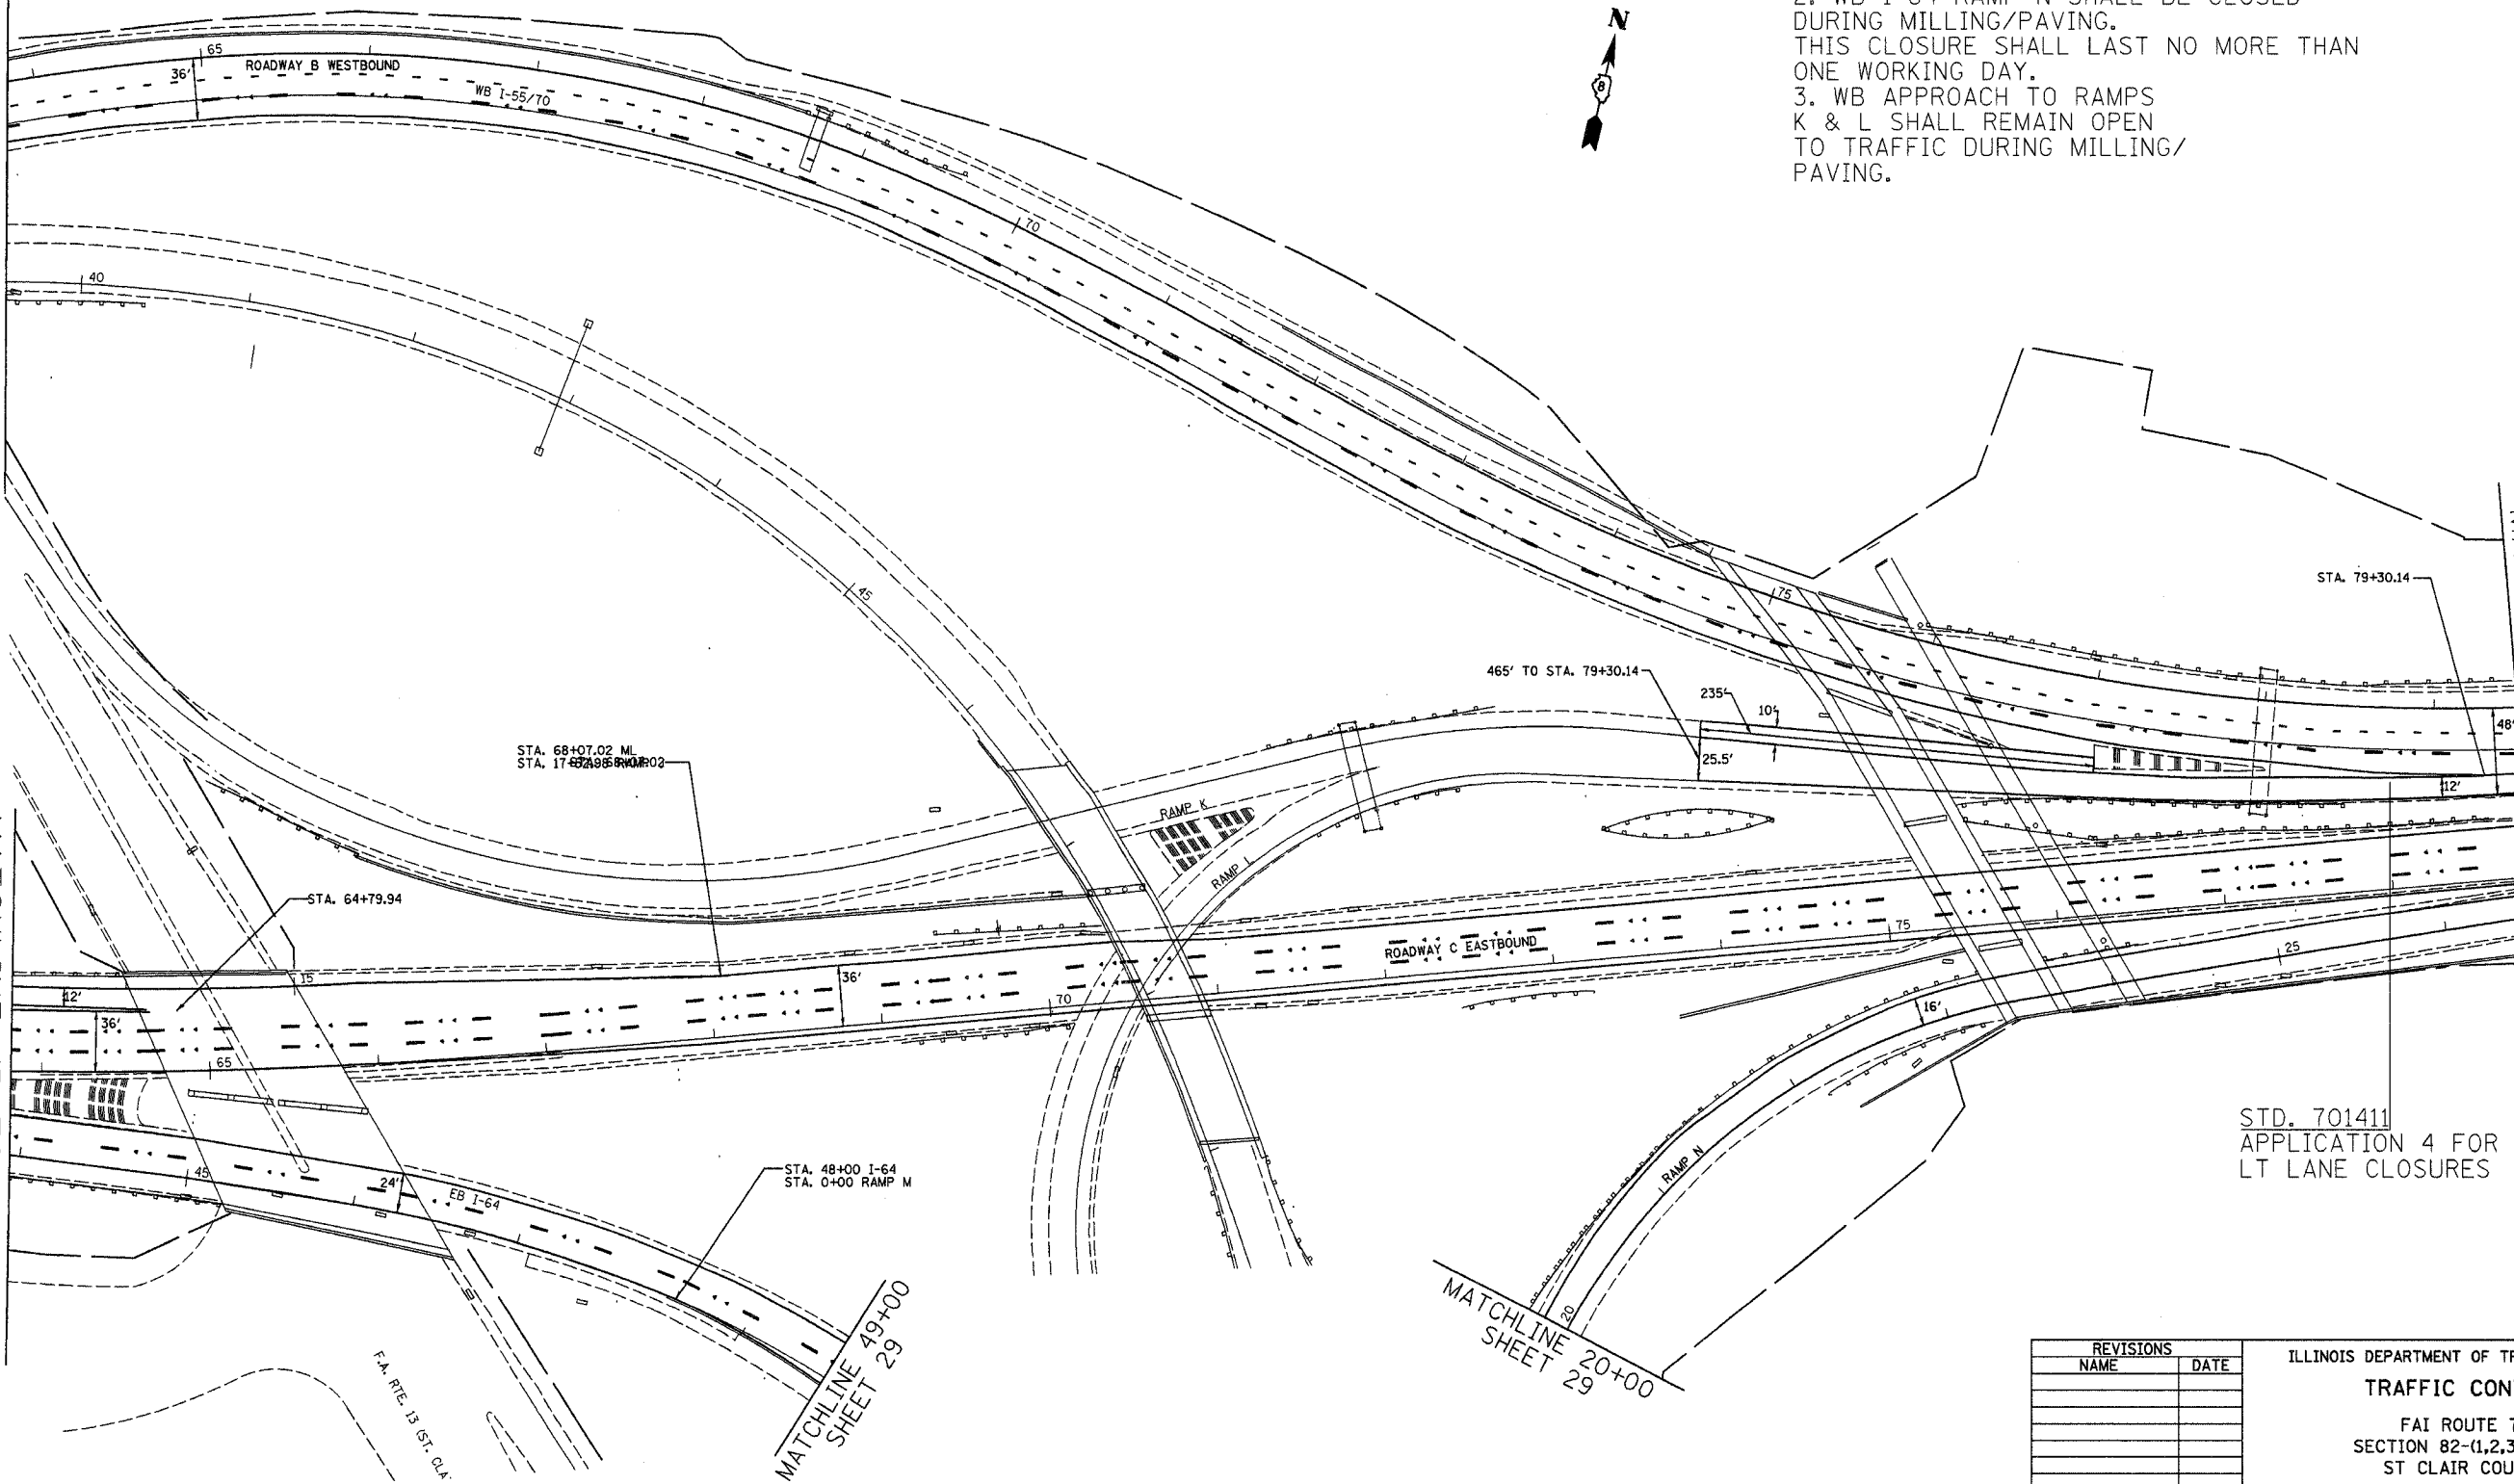 DURING MILLING/PAVING.
THIS CLOSURE SHALL LAST NO MORE THAN
ONE WORKING DAY.
3. WB APPROACH TO RAMPS
K & L SHALL REMAIN OPEN
TO TRAFFIC DURING MILLING/
PAVING.
N
8
65
36'
ROADWAY B WESTBOUND
WB I-55/70
70
40
45
75
STA. 79+30.14
465' TO STA. 79+30.14
235'
10'
25.5'
48'
12'
STA. 68+07.02 ML
STA. 64+79.94
RAMP K
RAMP L
ROADWAY C EASTBOUND
75
25
15
12'
36'
36'
70
65
16'
45
24'
EB I-64
STA. 48+00 I-64
STA. 0+00 RAMP M
RAMP N
20
STD. 701411
APPLICATION 4 FOR
LT LANE CLOSURES
MATCHLINE 49+00
SHEET 29
MATCHLINE 20+00
SHEET 29
F.A. RTE. 13 (ST.
REVISIONS
NAME DATE
ILLINOIS DEPARTMENT OF
TRAFFIC
FAI ROUTE
SECTION 82-(1,2,3
ST CLAIR